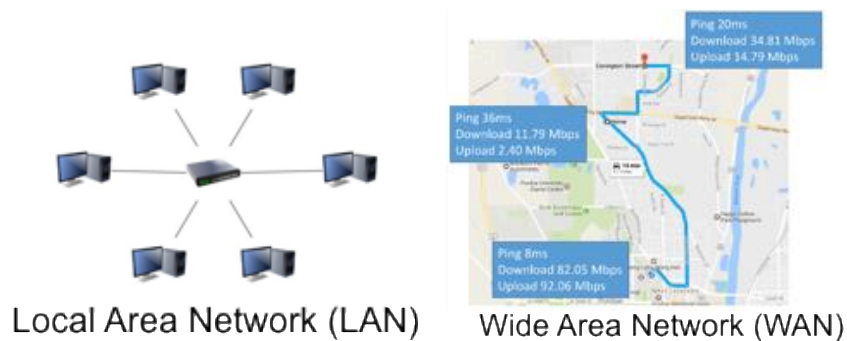 Ping 20ms
Download 34.81 Mbps
Upload 14.79 Mbps
Ping 36ms
Download 11.79 Mbps
Upload 2.40 Mbps
Ping 8ms
Download 82.05 Mbps
Upload 92.06 Mbps
Local Area Network (LAN)
Wide Area Network (WAN)